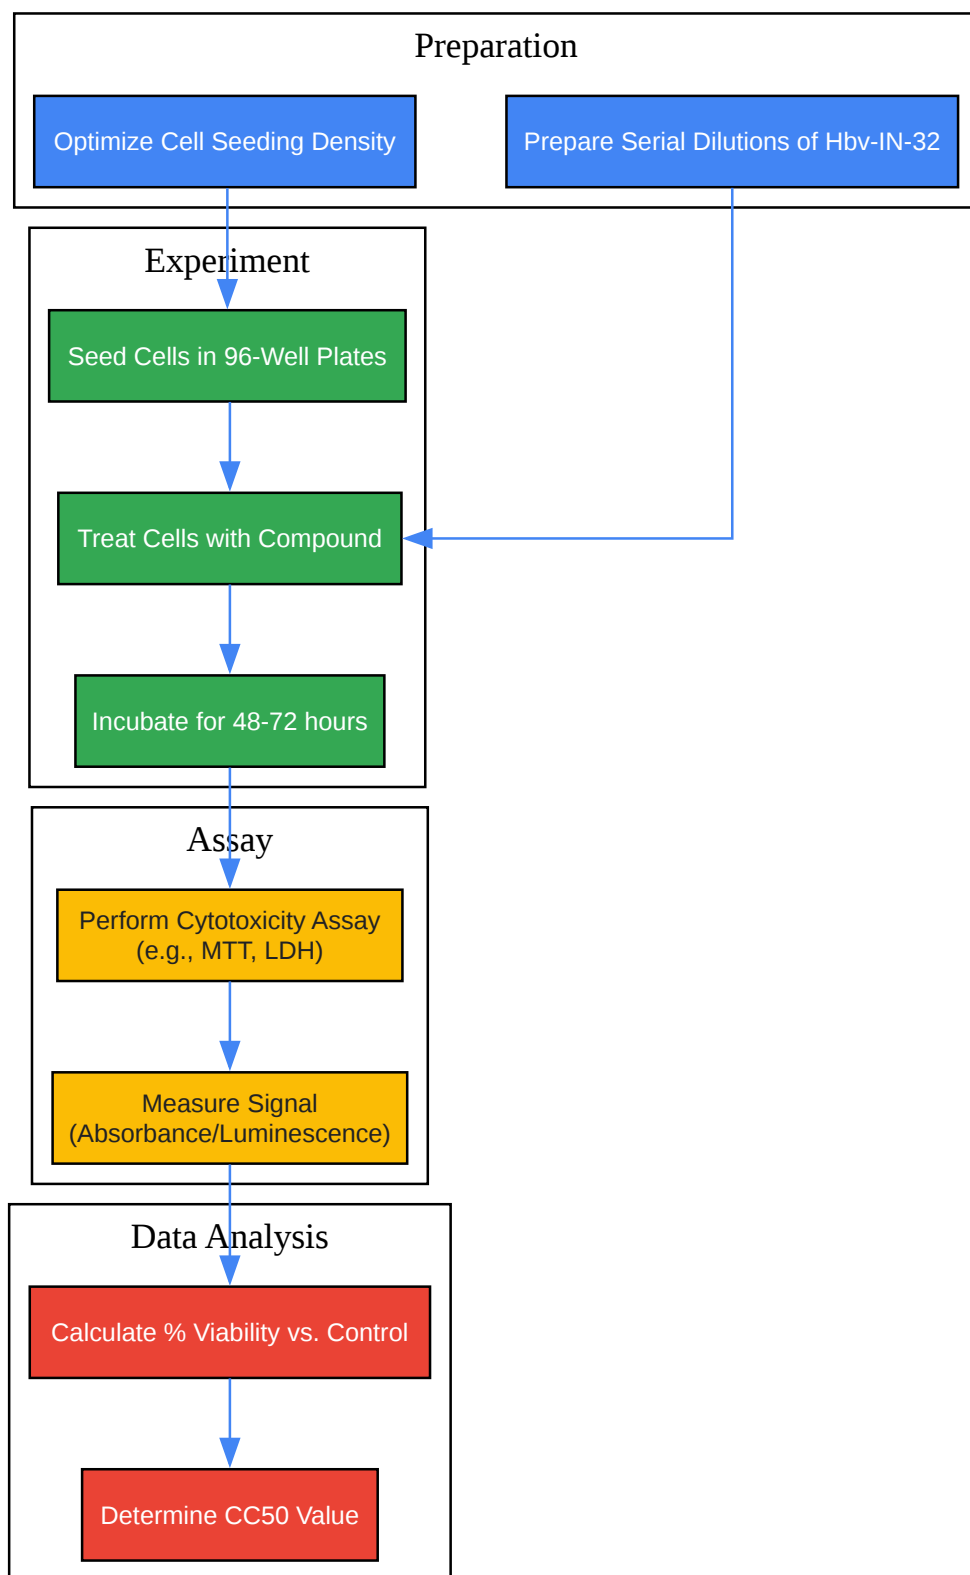 Preparation
Optimize Cell Seeding Density
Prepare Serial Dilutions of Hbv-IN-32
Experiment
Seed Cells in 96-Well Plates
Treat Cells with Compound
Incubate for 48-72 hours
Assay
Perform Cytotoxicity Assay
(e.g., MTT, LDH)
Measure Signal
(Absorbance/Luminescence)
Data Analysis
Calculate % Viability vs. Control
Determine CC50 Value